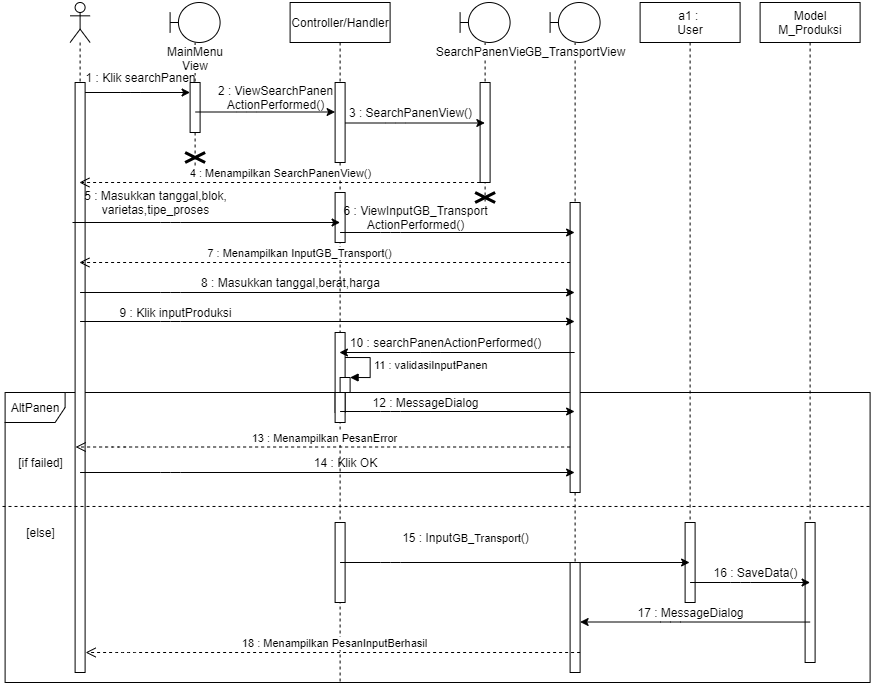 MainMenu
View
Controller/Handler
SearchPanenVieGB_TransportView
a1 :
User
Model
M_Produksi
1 : Klik searchPanen
2 : ViewSearchPanen
ActionPerformed()
3 : SearchPanenView()
4 : Menampilkan SearchPanenView()
5 : Masukkan tanggal,blok,
varietas,tipe_proses
6 : ViewInputGB_Transport
ActionPerformed()
7 : Menampilkan InputGB_Transport()
8 : Masukkan tanggal,berat,harga
9 : Klik inputProduksi
10 : searchPanenActionPerformed()
11 : validasiInputPanen
AltPanen
12 : MessageDialog
13 : Menampilkan PesanError
[if failed]
14 : Klik OK
[else]
15 : InputGB_Transport()
16 : SaveData()
17 : MessageDialog
18 : Menampilkan PesanInputBerhasil